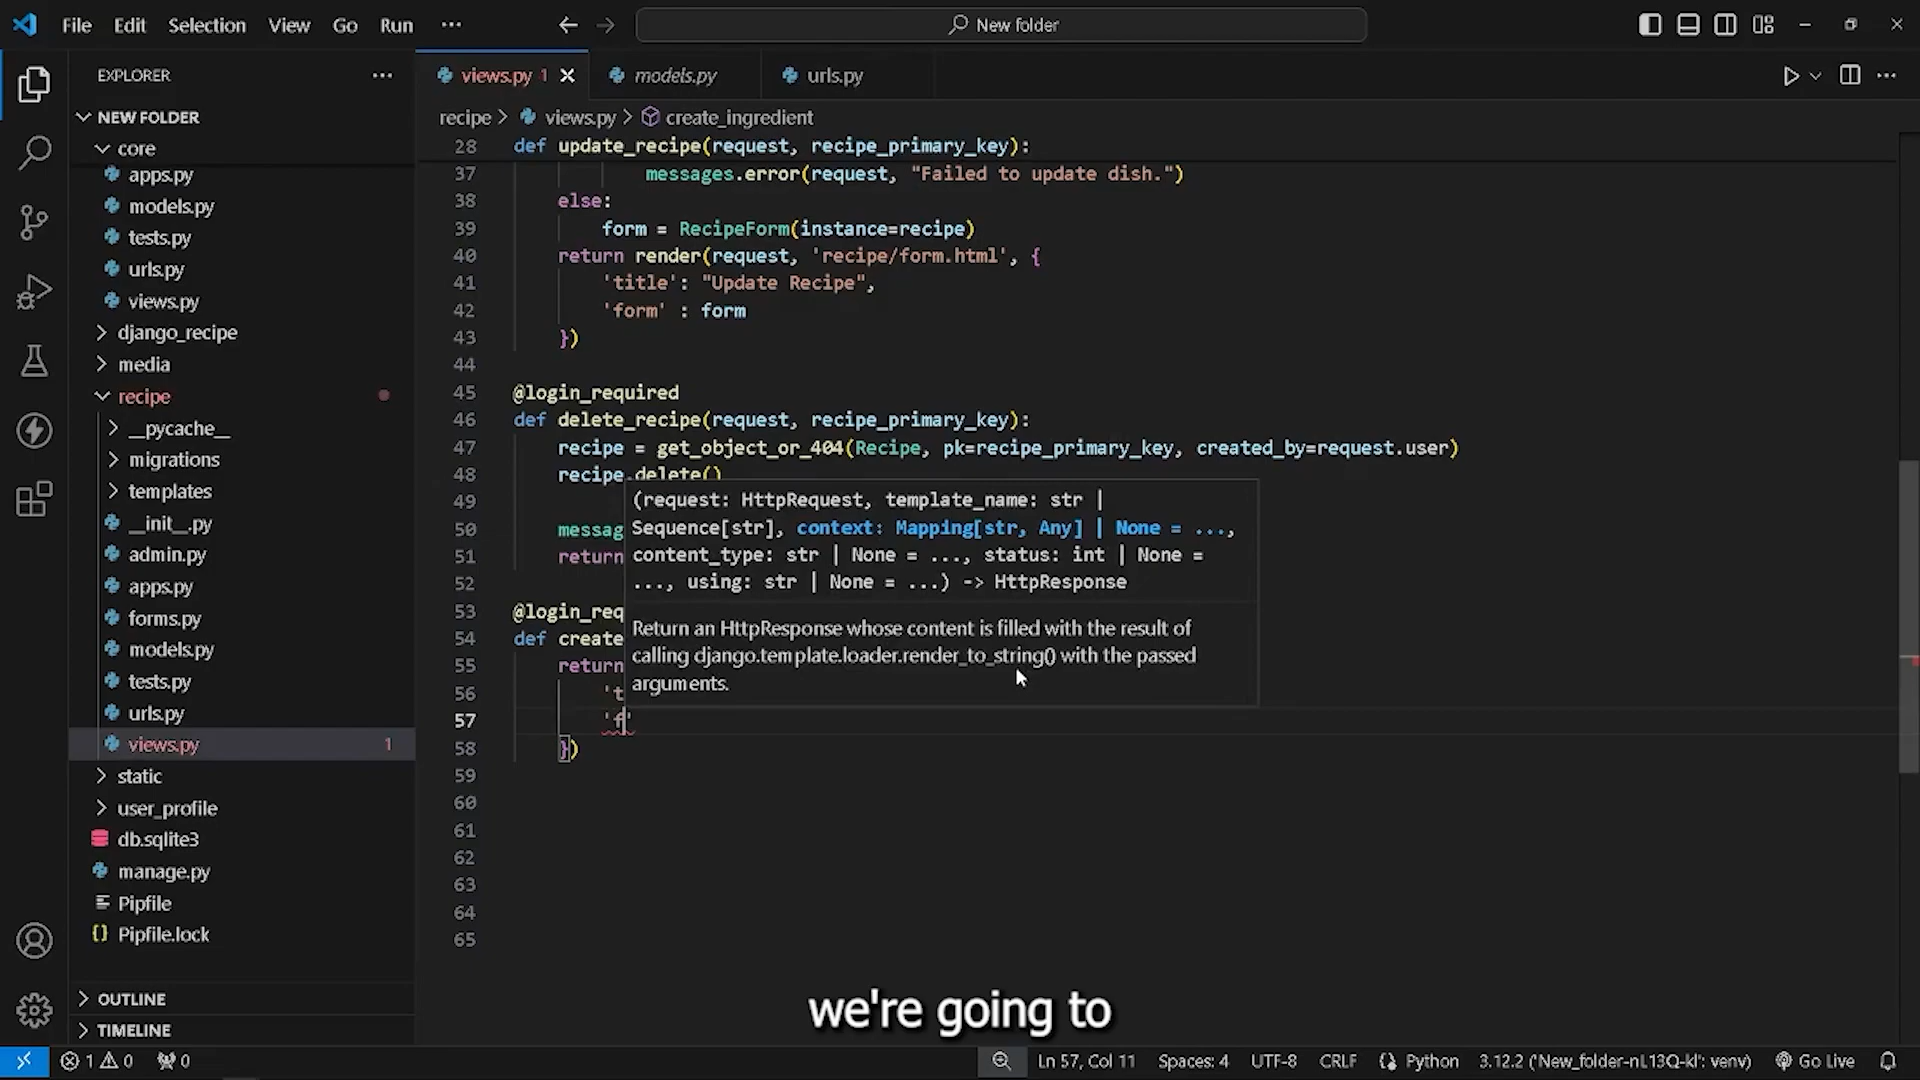 File Edit Selection View Go Run ···
New folder
EXPLORER
NEW FOLDER
core
apps.py
models.py
tests.py
urls.py
views.py
django_recipe
media
recipe
__pycache__
migrations
templates
__init__.py
admin.py
apps.py
forms.py
models.py
tests.py
urls.py
views.py 1
static
user_profile
db.sqlite3
manage.py
Pipfile
Pipfile.lock
OUTLINE
TIMELINE
views.py 1 models.py urls.py
recipe > views.py > create_ingredient
28 def update_recipe(request, recipe_primary_key):
37 messages.error(request, "Failed to update dish.")
38 else:
39 form = RecipeForm(instance=recipe)
40 return render(request, 'recipe/form.html', {
41 'title': "Update Recipe",
42 'form' : form
43 })
44
45 @login_required
46 def delete_recipe(request, recipe_primary_key):
47 recipe = get_object_or_404(Recipe, pk=recipe_primary_key, created_by=request.user)
48 recipe.delete()
49
50 messag
51 return
52
53 @login_req
54 def create
55 return
56 't
57 'f'
58 })
59
60
61
62
63
64
65
(request: HttpRequest, template_name: str |
Sequence[str], context: Mapping[str, Any] | None = ...,
content_type: str | None = ..., status: int | None =
..., using: str | None = ...) -> HttpResponse
Return an HttpResponse whose content is filled with the result of
calling django.template.loader.render_to_string() with the passed
arguments.
we're going to
1 0 0 Ln 57, Col 11 Spaces: 4 UTF-8 CRLF Python 3.12.2 ('New_folder-nL13Q-kl': venv) Go Live